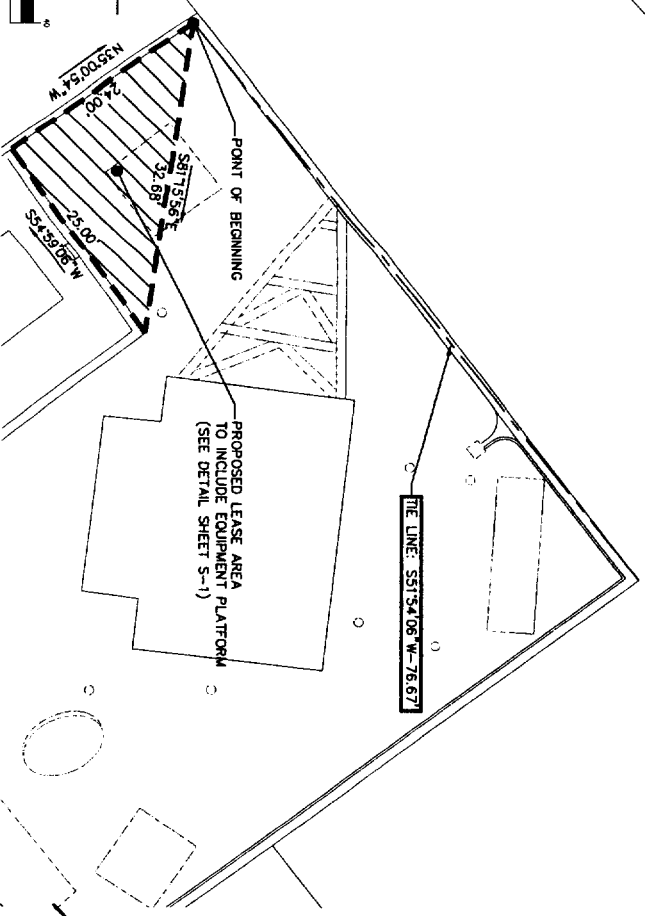 N35°00'54"W
24.00'
S81°15'56"E
32.68'
25.00'
S54°59'06"W
POINT OF BEGINNING
PROPOSED LEASE AREA
TO INCLUDE EQUIPMENT PLATFORM
(SEE DETAIL SHEET S-1)
TIE LINE: S51°54'06"W-76.67'